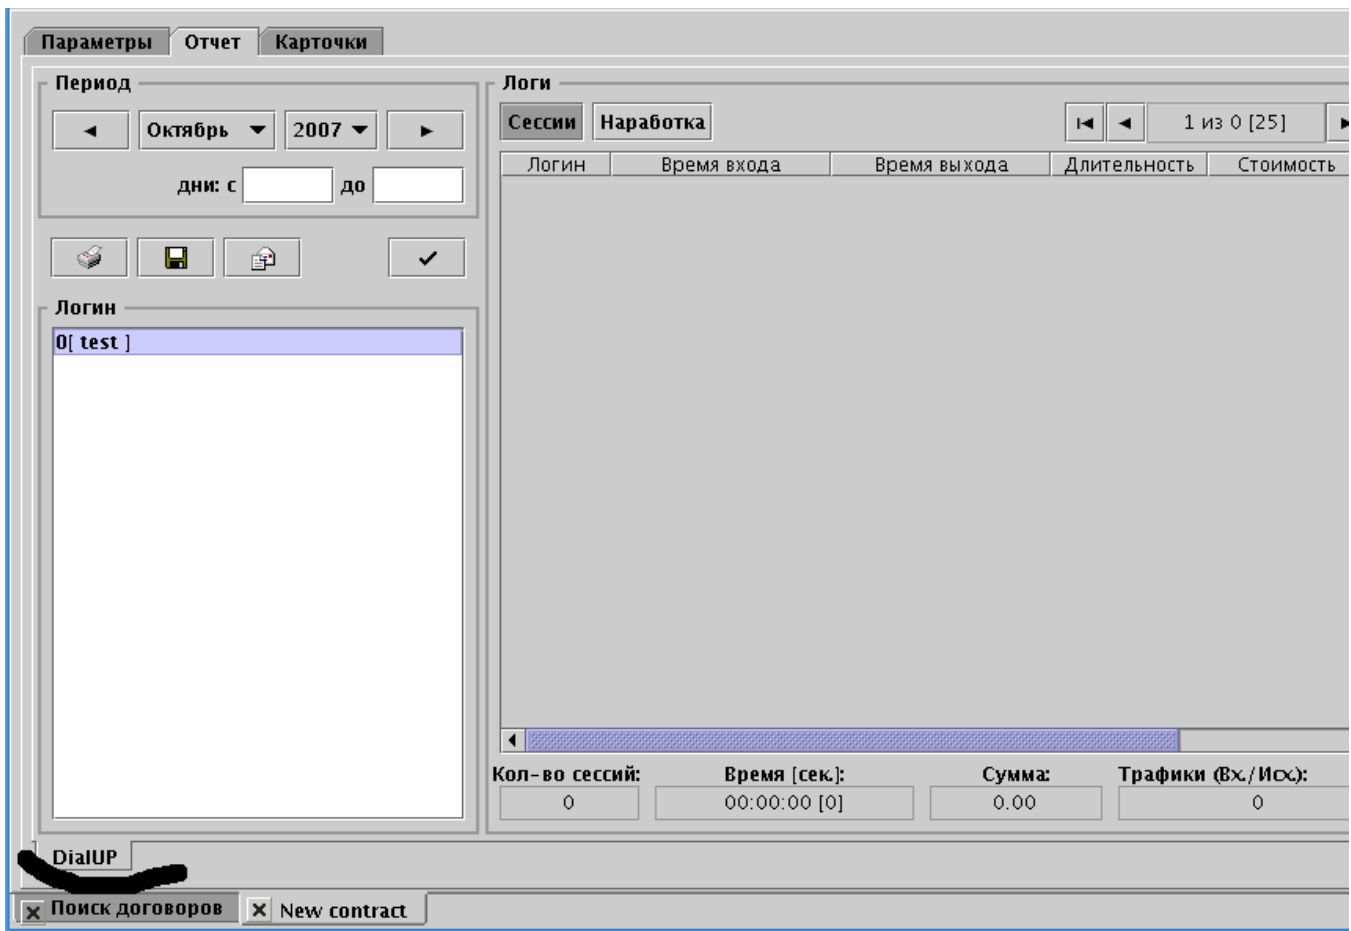 Параметры Отчет Карточки
Период
Октябрь 2007
дни: с до
Логин
0[ test ]
Логи
Сессии Наработка 1 из 0 [25]
Логин Время входа Время выхода Длительность Стоимость
Кол-во сессий: Время [сек.]: Сумма: Трафики (Вх./Исх.):
0 00:00:00 [0] 0.00 0
DialUP
Поиск договоров New contract